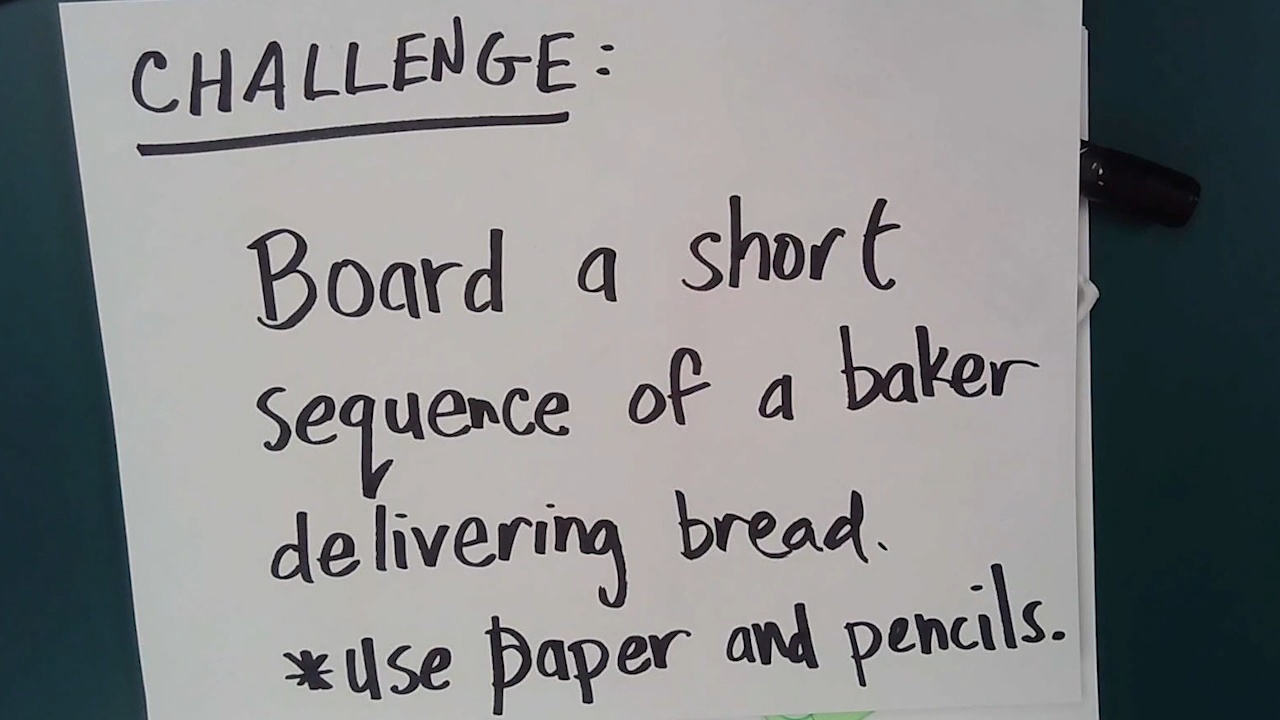 CHALLENGE:
Board a short
sequence of a baker
delivering bread.
*Use paper and pencils.